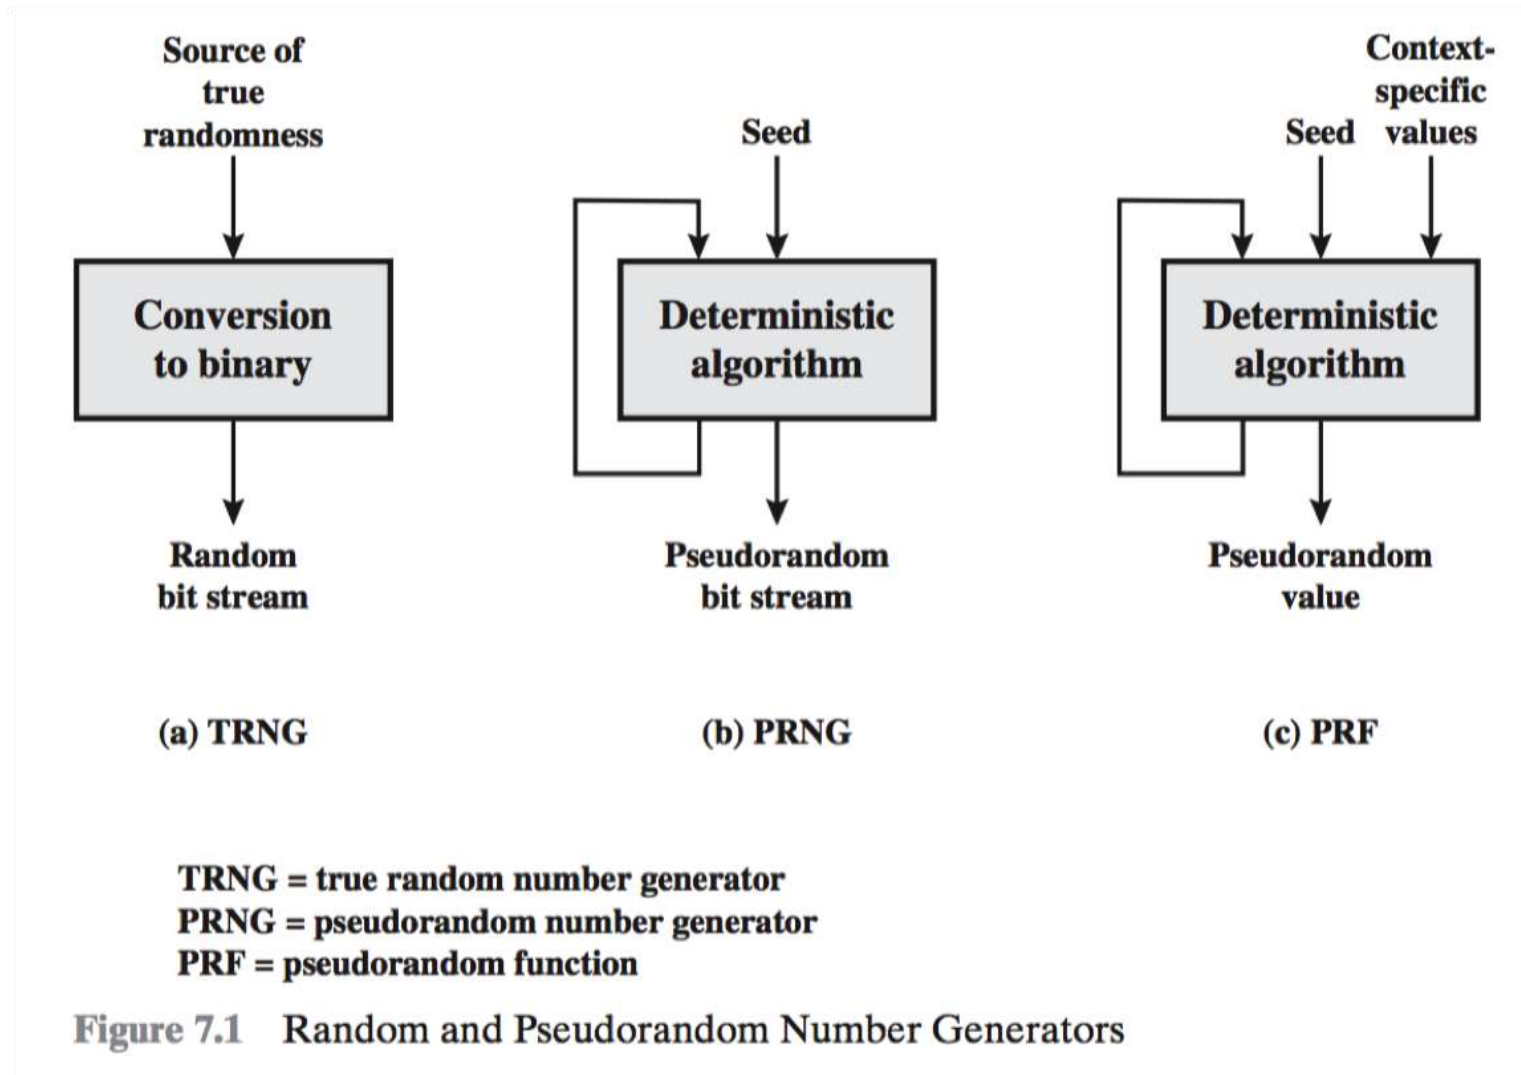 Source of
true
randomness
Conversion
to binary
Random
bit stream
(a) TRNG
Seed
Deterministic
algorithm
Pseudorandom
bit stream
(b) PRNG
Context-
specific
Seed values
Deterministic
algorithm
Pseudorandom
value
(c) PRF
TRNG = true random number generator
PRNG = pseudorandom number generator
PRF = pseudorandom function
Figure 7.1 Random and Pseudorandom Number Generators